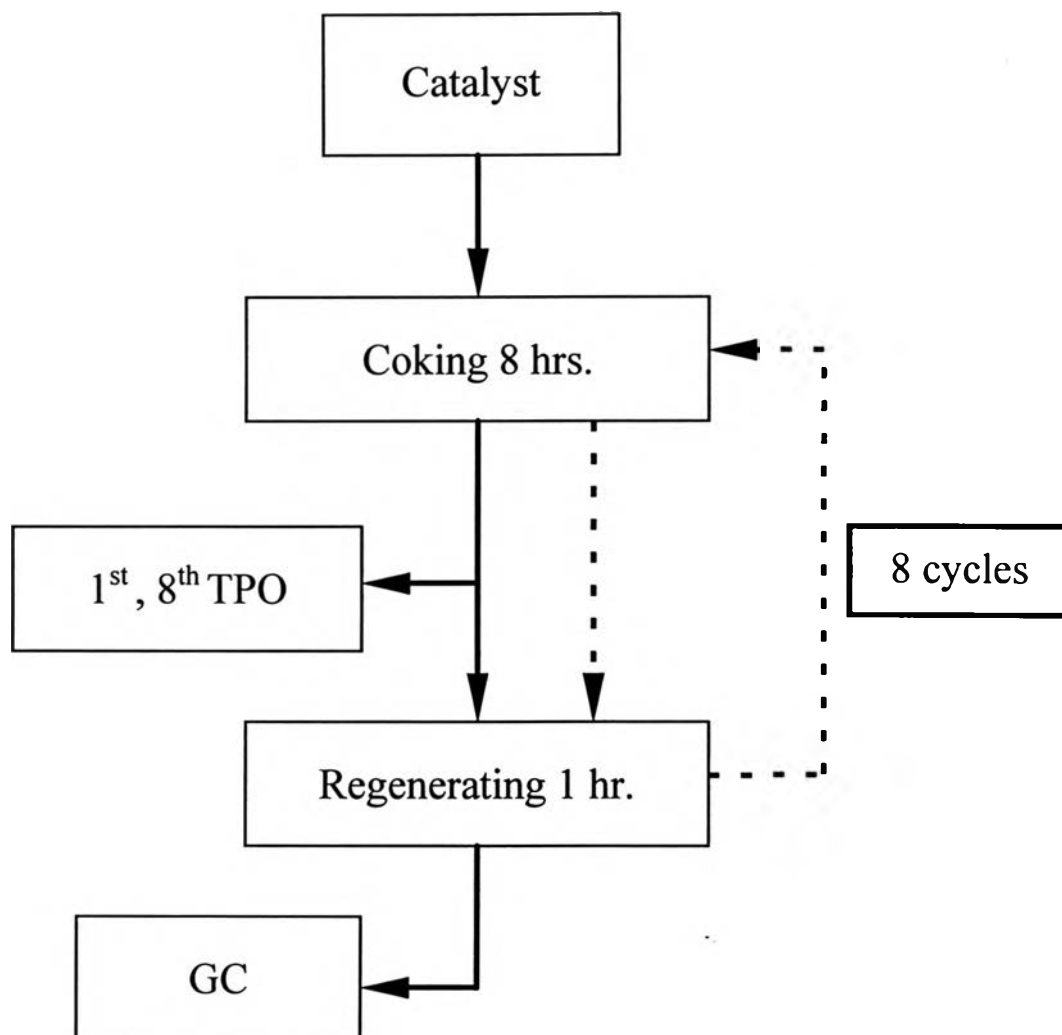 Catalyst
Coking 8 hrs.
1st, 8th TPO
8 cycles
Regenerating 1 hr.
GC